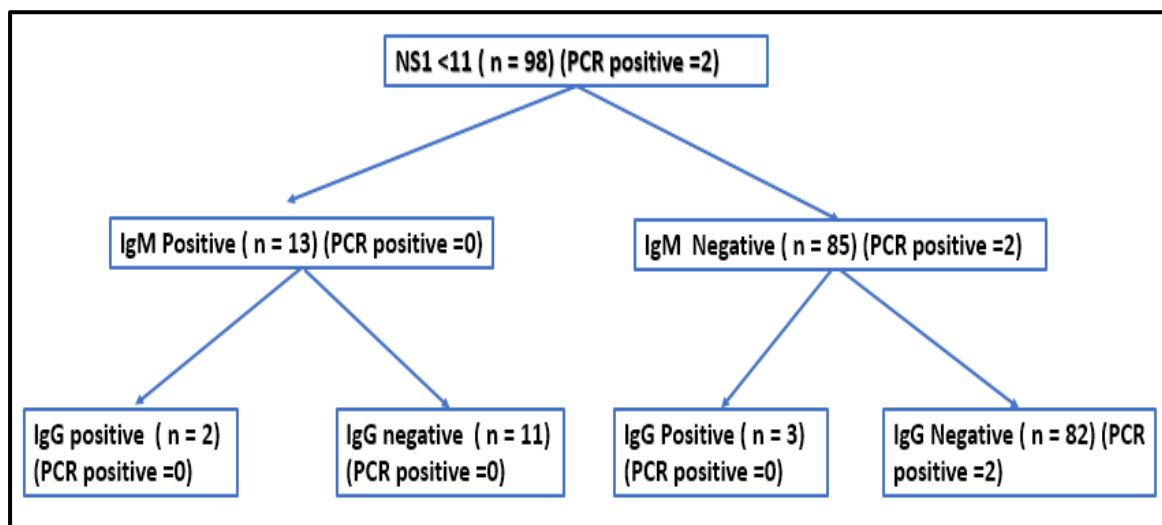 NS1 <11 ( n = 98) (PCR positive =2)
IgM Positive ( n = 13) (PCR positive =0)
IgM Negative ( n = 85) (PCR positive =2)
IgG positive ( n = 2)
(PCR positive =0)
IgG negative ( n = 11)
(PCR positive =0)
IgG Positive ( n = 3)
(PCR positive =0)
IgG Negative ( n = 82) (PCR
positive =2)